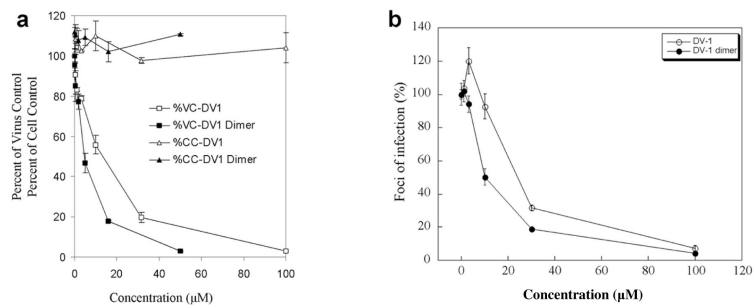 a
Percent of Virus Control
Percent of Cell Control
120
100
80
60
40
20
0
%VC-DV1
%VC-DV1 Dimer
%CC-DV1
%CC-DV1 Dimer
0 20 40 60 80 100
Concentration (µM)
b
Foci of infection (%)
140
120
100
80
60
40
20
0
DV-1
DV-1 dimer
0 20 40 60 80 100 120
Concentration (µM)